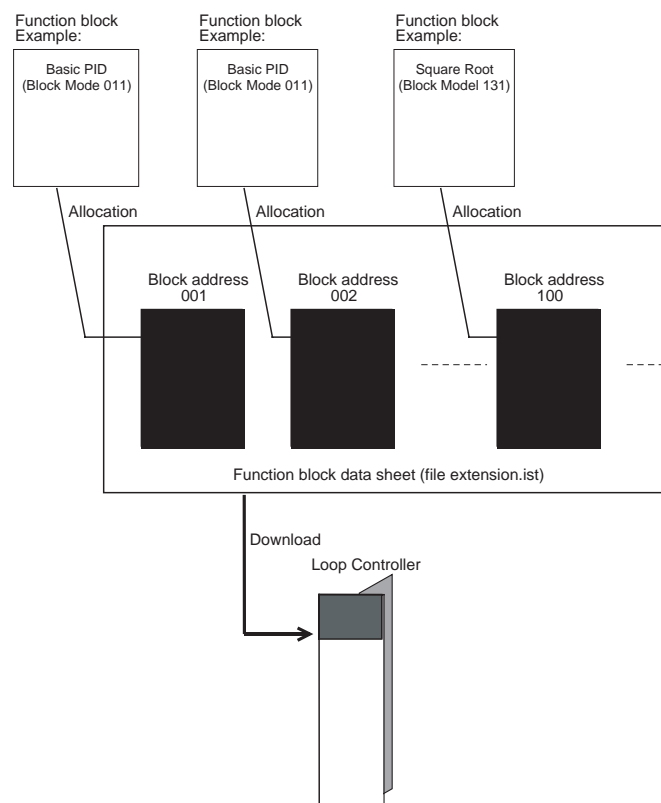 Function block
Example:
Function block
Example:
Function block
Example:
Basic PID
(Block Mode 011)
Basic PID
(Block Mode 011)
Square Root
(Block Model 131)
Allocation
Allocation
Allocation
Block address
001
Block address
002
Block address
100
Function block data sheet (file extension.ist)
Download
Loop Controller